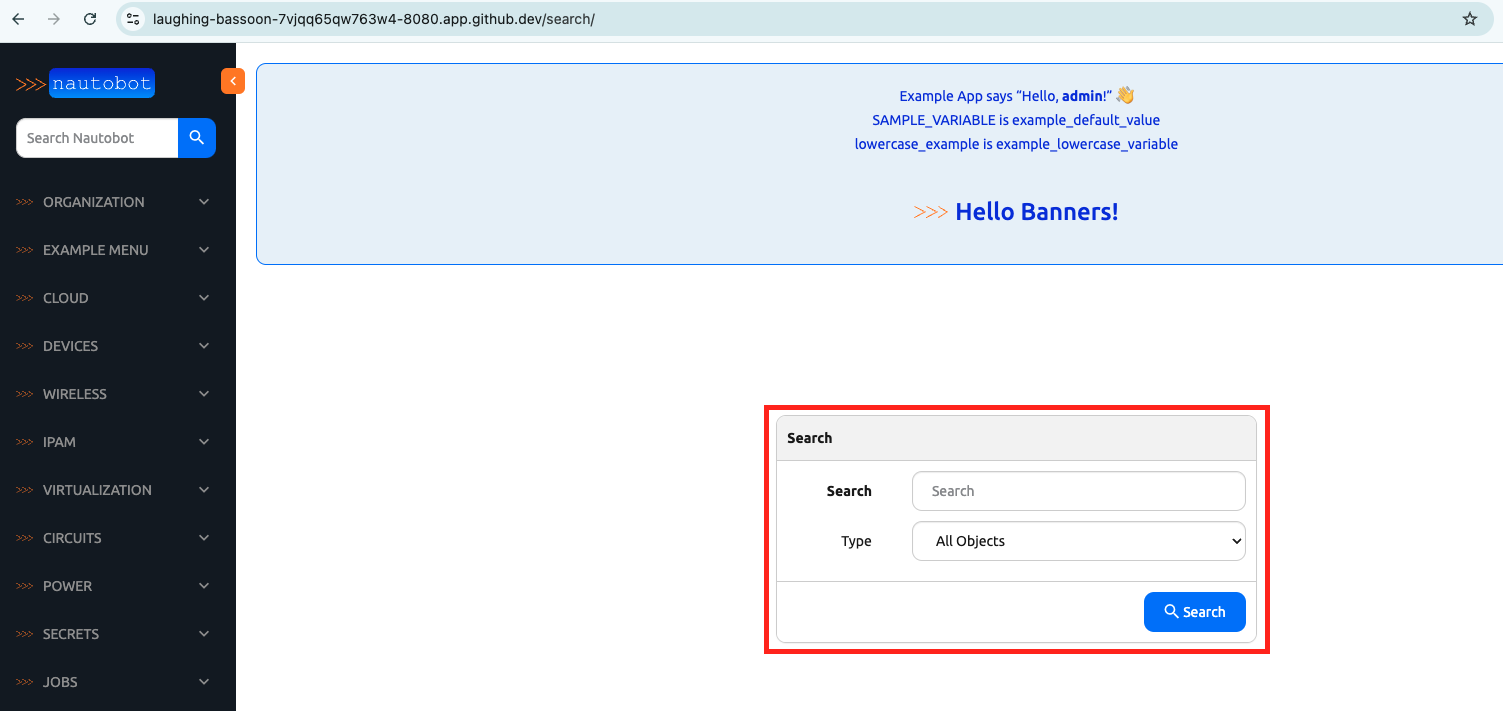 laughing-bassoon-7vjqq65qw763w4-8080.app.github.dev/search/
>>> nautobot
Search Nautobot
>>> ORGANIZATION
>>> EXAMPLE MENU
>>> CLOUD
>>> DEVICES
>>> WIRELESS
>>> IPAM
>>> VIRTUALIZATION
>>> CIRCUITS
>>> POWER
>>> SECRETS
>>> JOBS
Example App says “Hello, admin!” 👋
SAMPLE_VARIABLE is example_default_value
lowercase_example is example_lowercase_variable
>>> Hello Banners!
Search
Search Search
Type All Objects
Search